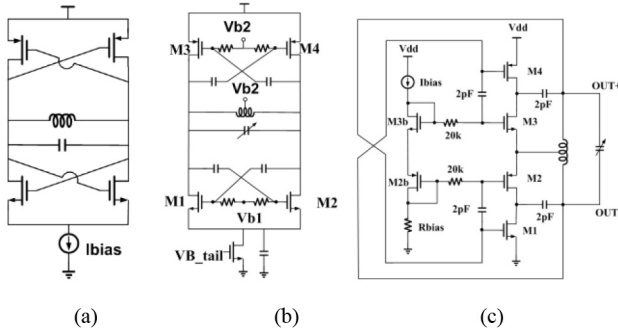 Ibias
(a)
Vb2
M3
M4
Vb2
M1
M2
Vb1
VB_tail
(b)
Vdd
Vdd
Ibias
M4
2pF
2pF
OUT+
M3b
20k
M3
20k
M2
M2b
2pF
2pF
OUT
Rbias
M1
(c)